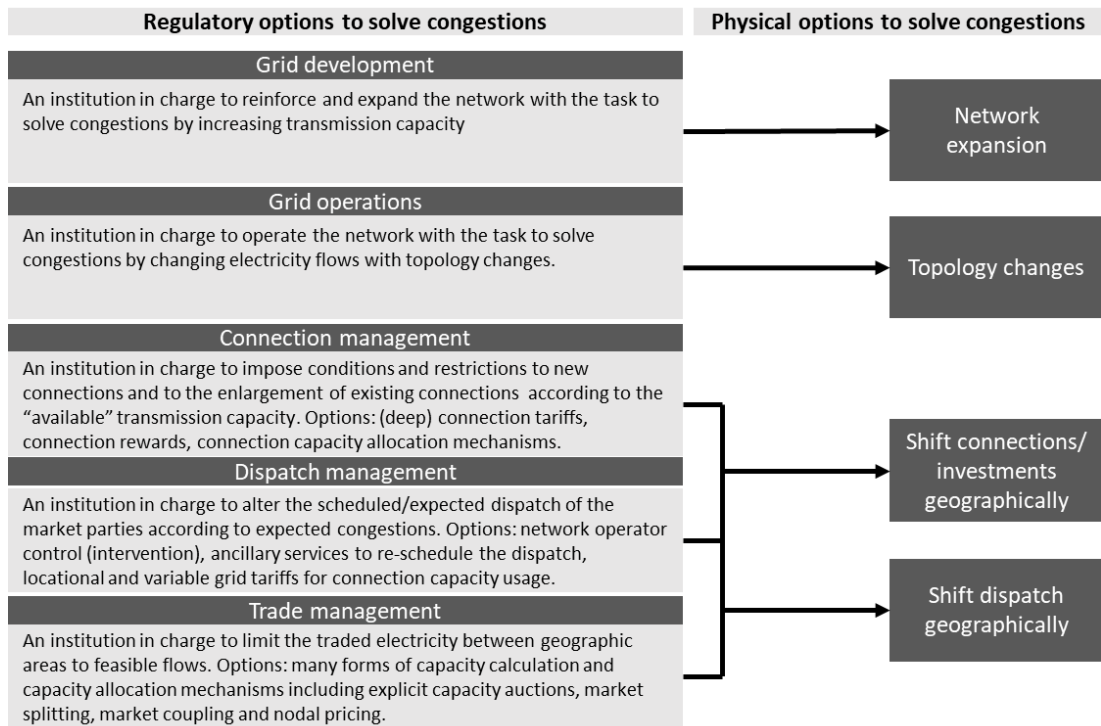 Regulatory options to solve congestions
Physical options to solve congestions
Grid development
An institution in charge to reinforce and expand the network with the task to
solve congestions by increasing transmission capacity
Network
expansion
Grid operations
An institution in charge to operate the network with the task to solve
congestions by changing electricity flows with topology changes.
Topology changes
Connection management
An institution in charge to impose conditions and restrictions to new
connections and to the enlargement of existing connections according to the
“available” transmission capacity. Options: (deep) connection tariffs,
connection rewards, connection capacity allocation mechanisms.
Dispatch management
An institution in charge to alter the scheduled/expected dispatch of the
market parties according to expected congestions. Options: network operator
control (intervention), ancillary services to re-schedule the dispatch,
locational and variable grid tariffs for connection capacity usage.
Trade management
An institution in charge to limit the traded electricity between geographic
areas to feasible flows. Options: many forms of capacity calculation and
capacity allocation mechanisms including explicit capacity auctions, market
splitting, market coupling and nodal pricing.
Shift connections/
investments
geographically
Shift dispatch
geographically